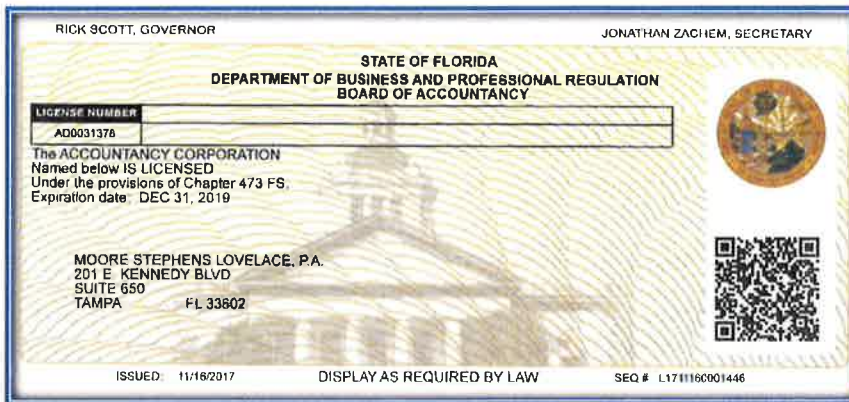 RICK SCOTT, GOVERNOR
JONATHAN ZACHEM, SECRETARY
STATE OF FLORIDA
DEPARTMENT OF BUSINESS AND PROFESSIONAL REGULATION
BOARD OF ACCOUNTANCY
LICENSE NUMBER
AD0031376
The ACCOUNTANCY CORPORATION
Named below IS LICENSED
Under the provisions of Chapter 473 FS.
Expiration date: DEC 31, 2019
MOORE STEPHENS LOVELACE, P.A.
201 E KENNEDY BLVD
SUITE 650
TAMPA FL 33602
ISSUED: 11/16/2017 DISPLAY AS REQUIRED BY LAW SEQ # L1711160001446